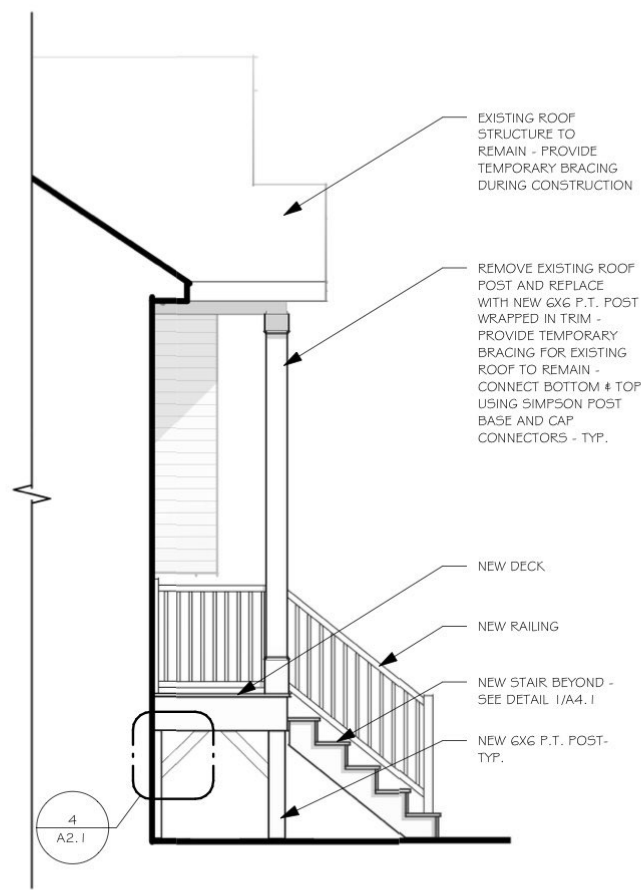 EXISTING ROOF
STRUCTURE TO
REMAIN - PROVIDE
TEMPORARY BRACING
DURING CONSTRUCTION
REMOVE EXISTING ROOF
POST AND REPLACE
WITH NEW 6X6 P.T. POST
WRAPPED IN TRIM -
PROVIDE TEMPORARY
BRACING FOR EXISTING
ROOF TO REMAIN -
CONNECT BOTTOM & TOP
USING SIMPSON POST
BASE AND CAP
CONNECTORS - TYP.
NEW DECK
NEW RAILING
NEW STAIR BEYOND -
SEE DETAIL 1/A4.1
NEW 6X6 P.T. POST-
TYP.
4
A2.1